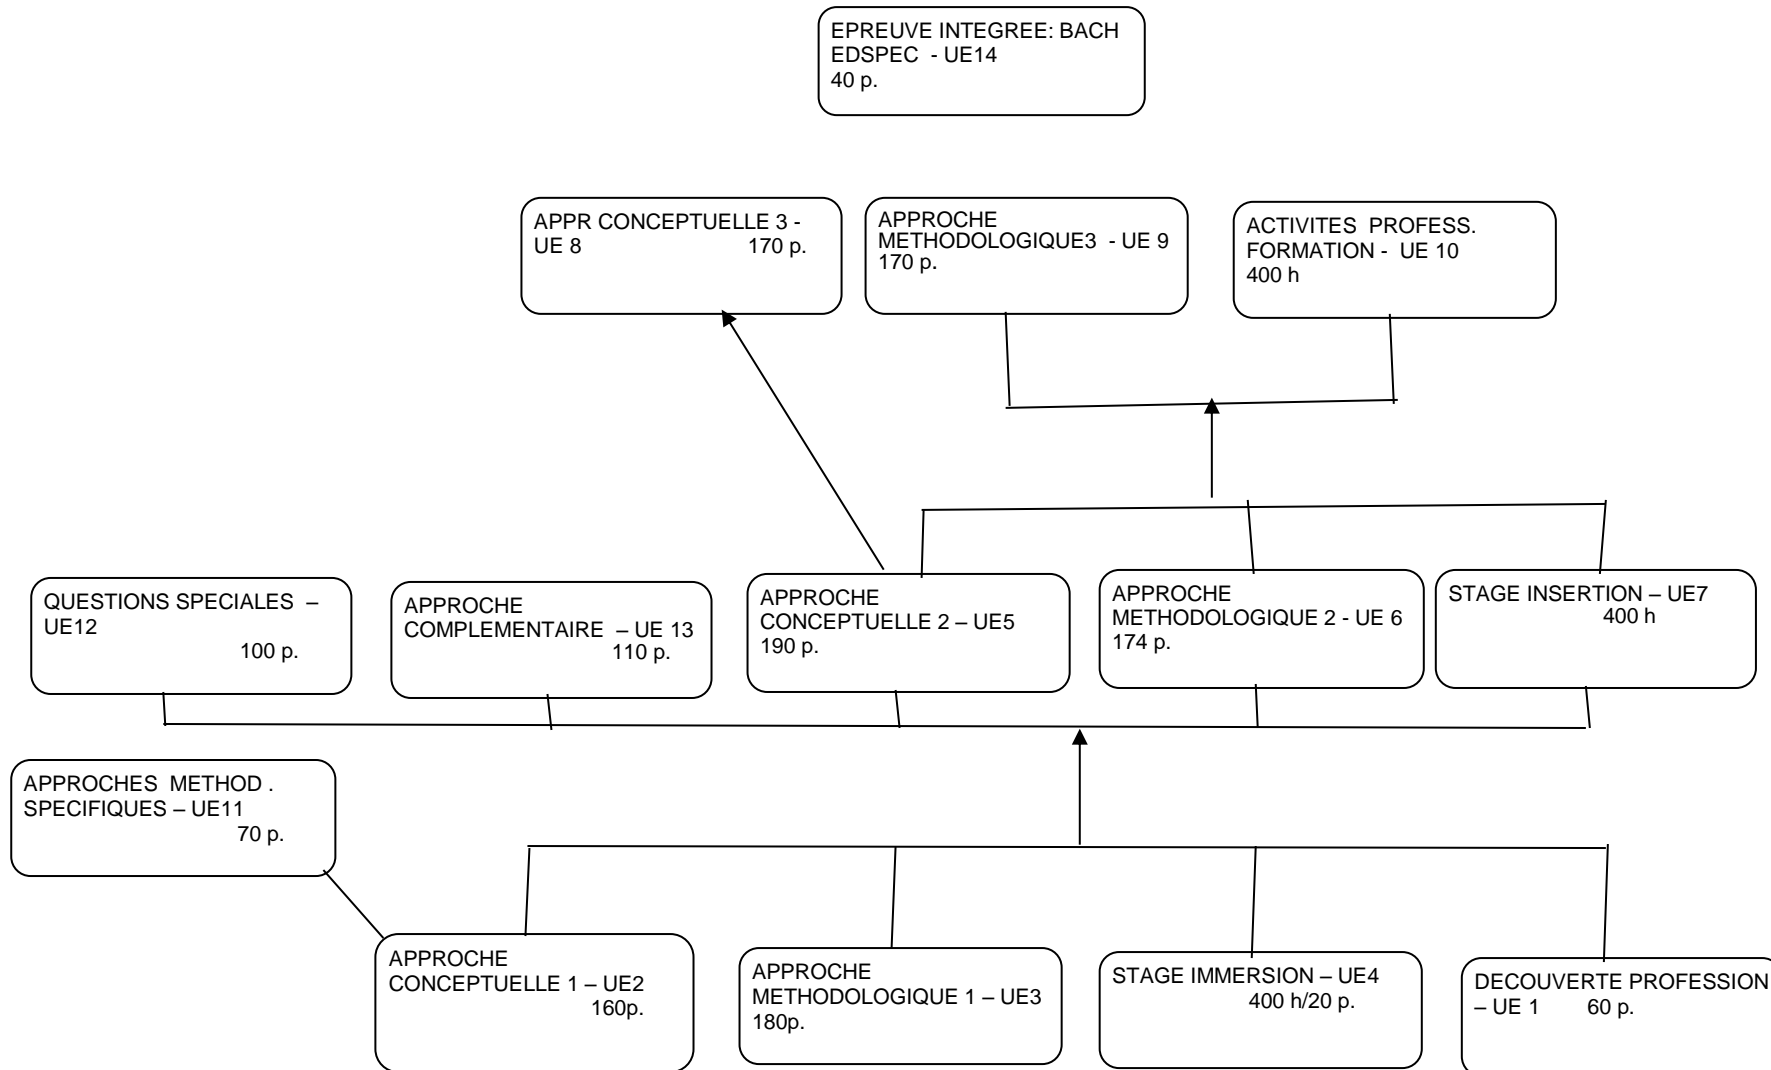 EPREUVE INTEGREE: BACH
EDSPEC - UE14
40 p.
APPR CONCEPTUELLE 3 -
UE 8 170 p.
APPROCHE
METHODOLOGIQUE3 - UE 9
170 p.
ACTIVITES PROFESS.
FORMATION - UE 10
400 h
QUESTIONS SPECIALES –
UE12
100 p.
APPROCHE
COMPLEMENTAIRE – UE 13
110 p.
APPROCHE
CONCEPTUELLE 2 – UE5
190 p.
APPROCHE
METHODOLOGIQUE 2 - UE 6
174 p.
STAGE INSERTION – UE7
400 h
APPROCHES METHOD .
SPECIFIQUES – UE11
70 p.
APPROCHE
CONCEPTUELLE 1 – UE2
160p.
APPROCHE
METHODOLOGIQUE 1 – UE3
180p.
STAGE IMMERSION – UE4
400 h/20 p.
DECOUVERTE PROFESSION
– UE 1 60 p.